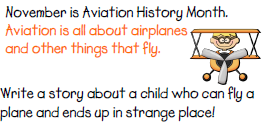 November is Aviation History Month.
Aviation is all about airplanes
and other things that fly.
Write a story about a child who can fly a
plane and ends up in strange place!